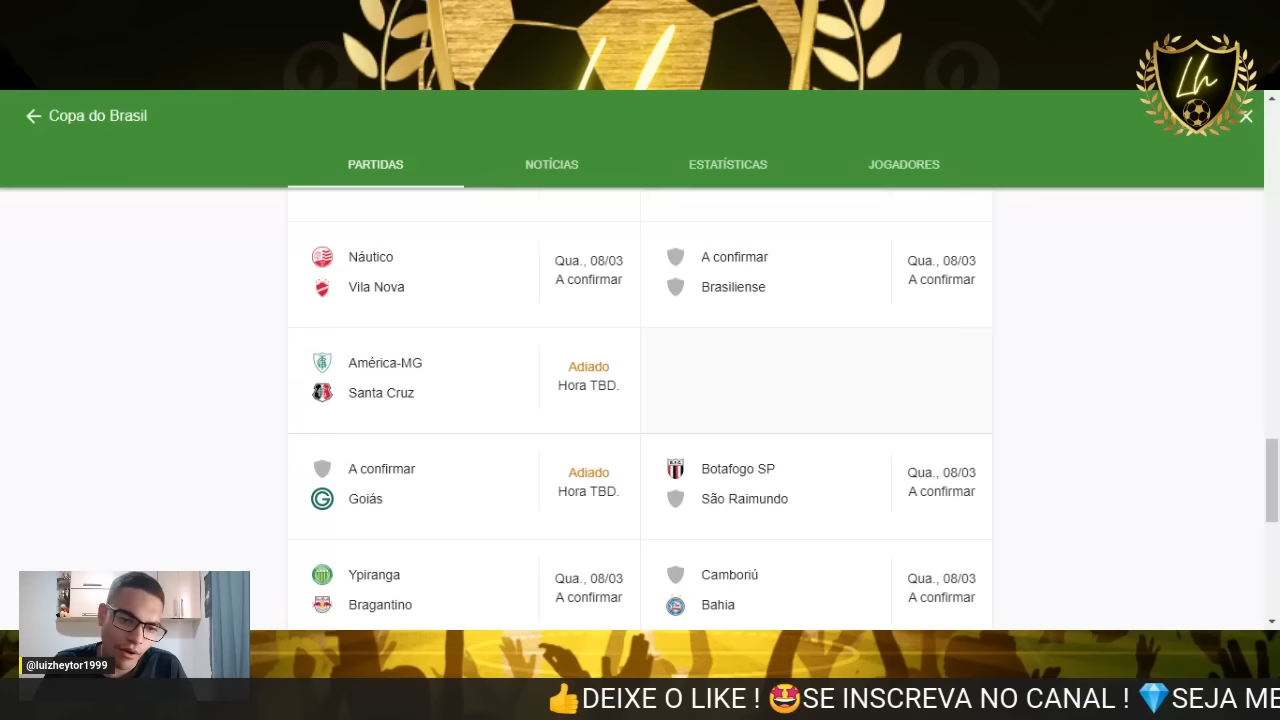 Lh
Copa do Brasil
PARTIDAS
NOTÍCIAS
ESTATÍSTICAS
JOGADORES
Náutico
Vila Nova
Qua., 08/03
A confirmar
A confirmar
Brasiliense
Qua., 08/03
A confirmar
América-MG
Santa Cruz
Adiado
Hora TBD.
A confirmar
Goiás
Adiado
Hora TBD.
Botafogo SP
São Raimundo
Qua., 08/03
A confirmar
Ypiranga
Bragantino
Qua., 08/03
A confirmar
Camboriú
Bahia
Qua., 08/03
A confirmar
@luizheytor1999
👍DEIXE O LIKE ! 🤩SE INSCREVA NO CANAL ! 💎SEJA ME